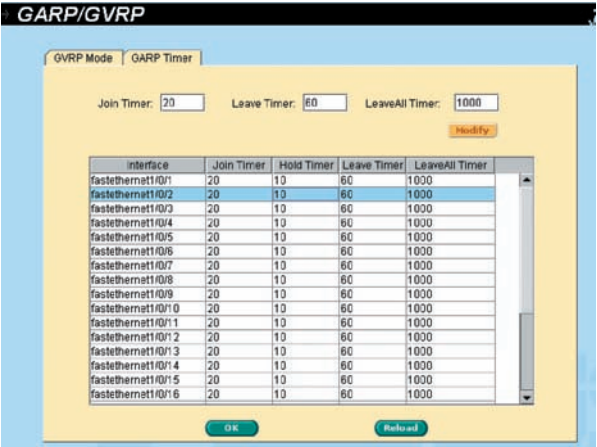 GARP/GVRP
GVRP Mode GARP Timer
Join Timer: 20 Leave Timer: 60 LeaveAll Timer: 1000
Modify
Interface Join Timer Hold Timer Leave Timer LeaveAll Timer
fastethernet1/0/1 20 10 60 1000
fastethernet1/0/2 20 10 60 1000
fastethernet1/0/3 20 10 60 1000
fastethernet1/0/4 20 10 60 1000
fastethernet1/0/5 20 10 60 1000
fastethernet1/0/6 20 10 60 1000
fastethernet1/0/7 20 10 60 1000
fastethernet1/0/8 20 10 60 1000
fastethernet1/0/9 20 10 60 1000
fastethernet1/0/10 20 10 60 1000
fastethernet1/0/11 20 10 60 1000
fastethernet1/0/12 20 10 60 1000
fastethernet1/0/13 20 10 60 1000
fastethernet1/0/14 20 10 60 1000
fastethernet1/0/15 20 10 60 1000
fastethernet1/0/16 20 10 60 1000
OK Reload